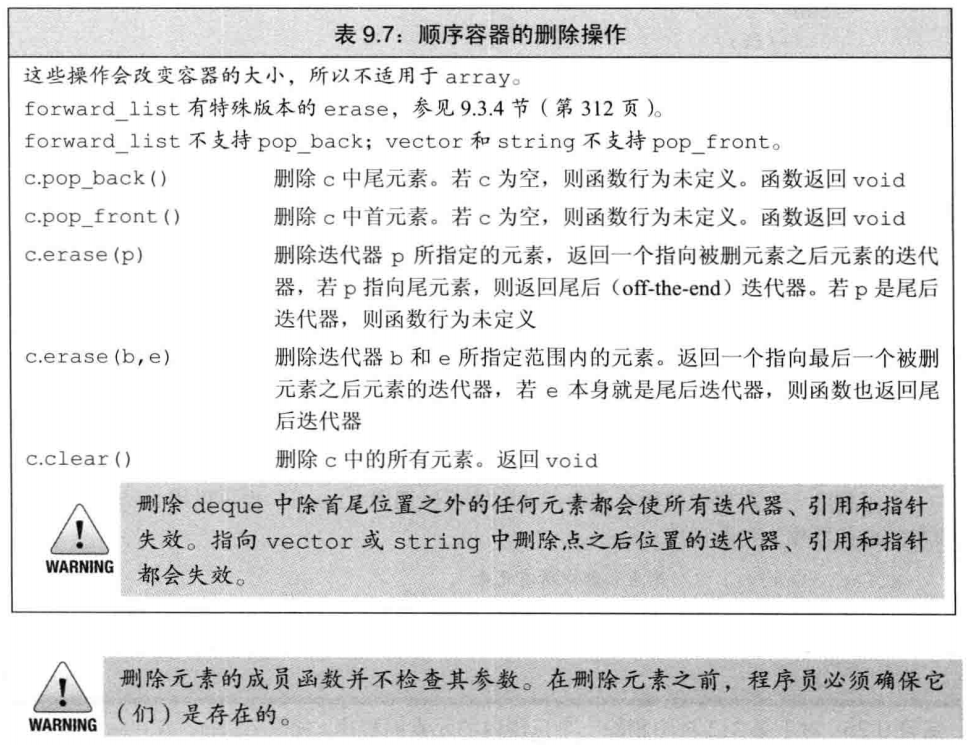 表 9.7：顺序容器的删除操作
这些操作会改变容器的大小，所以不适用于 array。
forward_list 有特殊版本的 erase，参见 9.3.4 节（第 312 页）。
forward_list 不支持 pop_back；vector 和 string 不支持 pop_front。
c.pop_back() 删除 c 中尾元素。若 c 为空，则函数行为未定义。函数返回 void
c.pop_front() 删除 c 中首元素。若 c 为空，则函数行为未定义。函数返回 void
c.erase(p) 删除迭代器 p 所指定的元素，返回一个指向被删元素之后元素的迭代
器，若 p 指向尾元素，则返回尾后（off-the-end）迭代器。若 p 是尾后
迭代器，则函数行为未定义
c.erase(b,e) 删除迭代器 b 和 e 所指定范围内的元素。返回一个指向最后一个被删
元素之后元素的迭代器，若 e 本身就是尾后迭代器，则函数也返回尾
后迭代器
c.clear() 删除 c 中的所有元素。返回 void
删除 deque 中除首尾位置之外的任何元素都会使所有迭代器、引用和指针
失效。指向 vector 或 string 中删除点之后位置的迭代器、引用和指针
都会失效。
WARNING
删除元素的成员函数并不检查其参数。在删除元素之前，程序员必须确保它
（们）是存在的。
WARNING